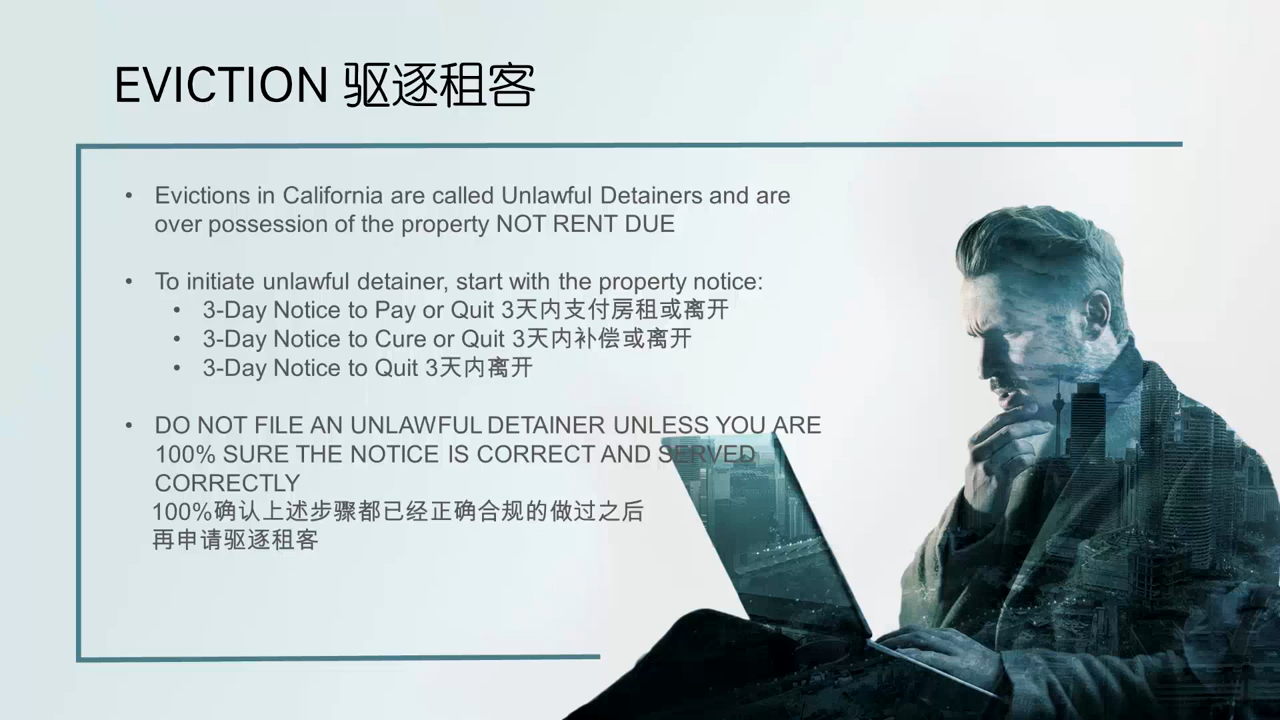 EVICTION 驱逐租客
• Evictions in California are called Unlawful Detainers and are
over possession of the property NOT RENT DUE
• To initiate unlawful detainer, start with the property notice:
• 3-Day Notice to Pay or Quit 3天内支付房租或离开
• 3-Day Notice to Cure or Quit 3天内补偿或离开
• 3-Day Notice to Quit 3天内离开
• DO NOT FILE AN UNLAWFUL DETAINER UNLESS YOU ARE
100% SURE THE NOTICE IS CORRECT AND SERVED
CORRECTLY
100%确认上述步骤都已经正确合规的做过之后
再申请驱逐租客